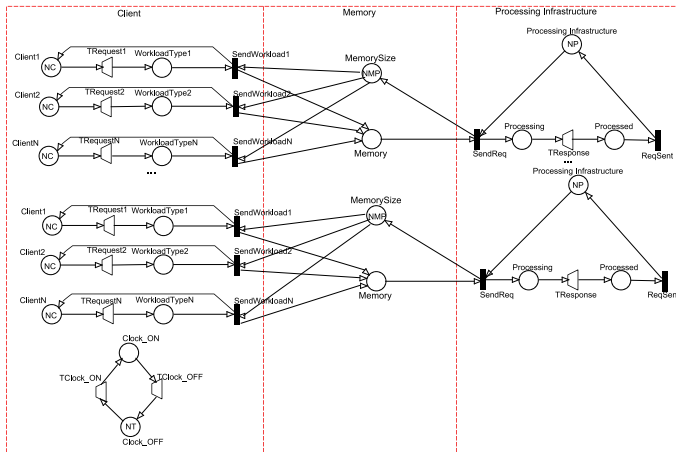 Client Memory Processing Infrastructure
Processing Infrastructure
NP
Client1 TRequest1 WorkloadType1 SendWorkload1
NC
MemorySize
NMP
Client2 TRequest2 WorkloadType2 SendWorkload2
NC
Processing Processed
Memory
SendReq TResponse ReqSent
ClientN TRequestN WorkloadTypeN SendWorkloadN
NC
... ...
Processing Infrastructure
NP
Client1 TRequest1 WorkloadType1 SendWorkload1
NC
MemorySize
NMP
Client2 TRequest2 WorkloadType2 SendWorkload2
NC
Processing Processed
Memory
SendReq TResponse ReqSent
ClientN TRequestN WorkloadTypeN SendWorkloadN
NC
Clock_ON
TClock_ON TClock_OFF
NT
Clock_OFF